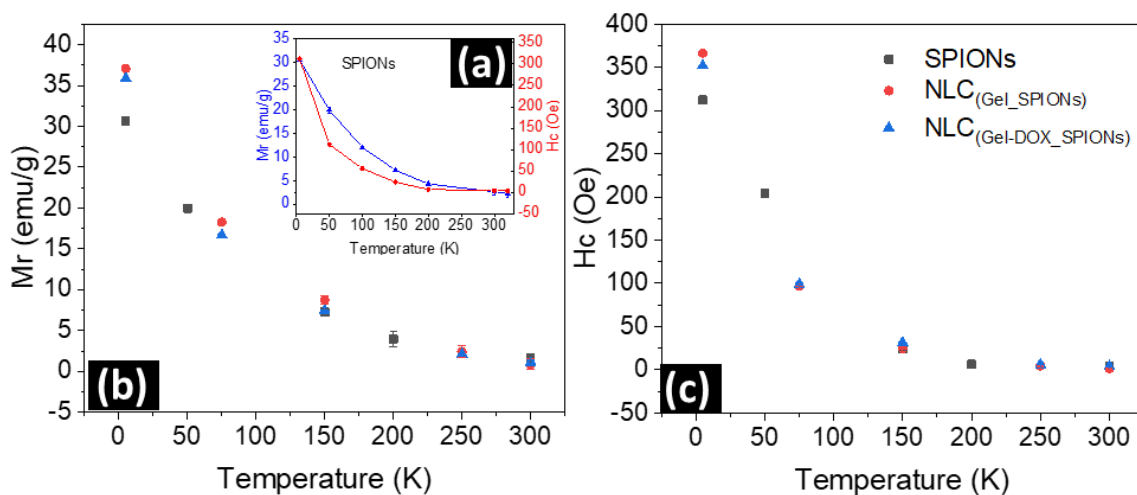 40
35
30
25
20
15
10
5
0
-5
Mr (emu/g)
0 50 100 150 200 250 300
Temperature (K)
(b)
35
30
25
20
15
10
5
0
Mr (emu/g)
SPIONs
(a)
350
300
250
200
150
100
50
0
-50
Hc (Oe)
0 50 100 150 200 250 300
Temperature (K)
400
350
300
250
200
150
100
50
0
-50
Hc (Oe)
SPIONs
NLC(Gel_SPIONs)
NLC(Gel-DOX_SPIONs)
(c)
0 50 100 150 200 250 300
Temperature (K)